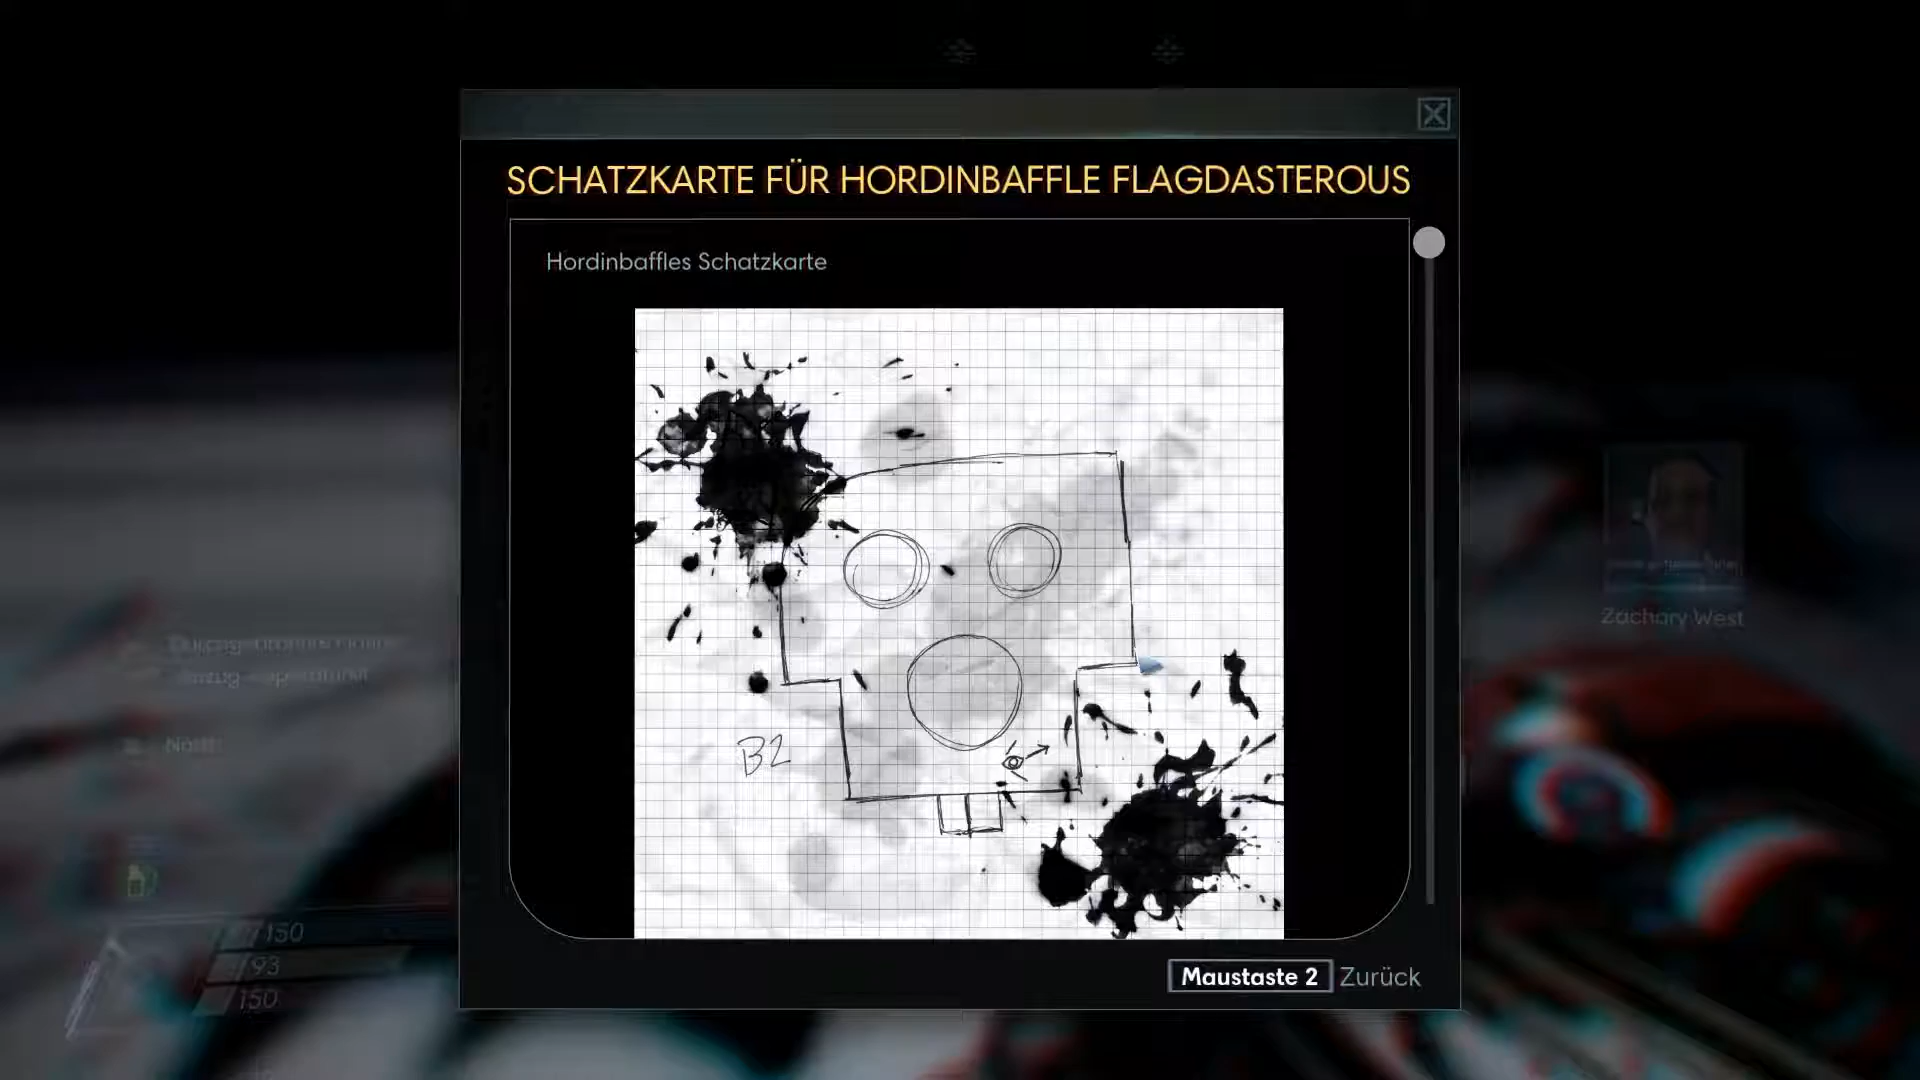 SCHATZKARTE FÜR HORDINBAFFLE FLAGDASTEROUS
Hordinbaffles Schatzkarte
B2
Zachary West
150
93
150
Maustaste 2 Zurück